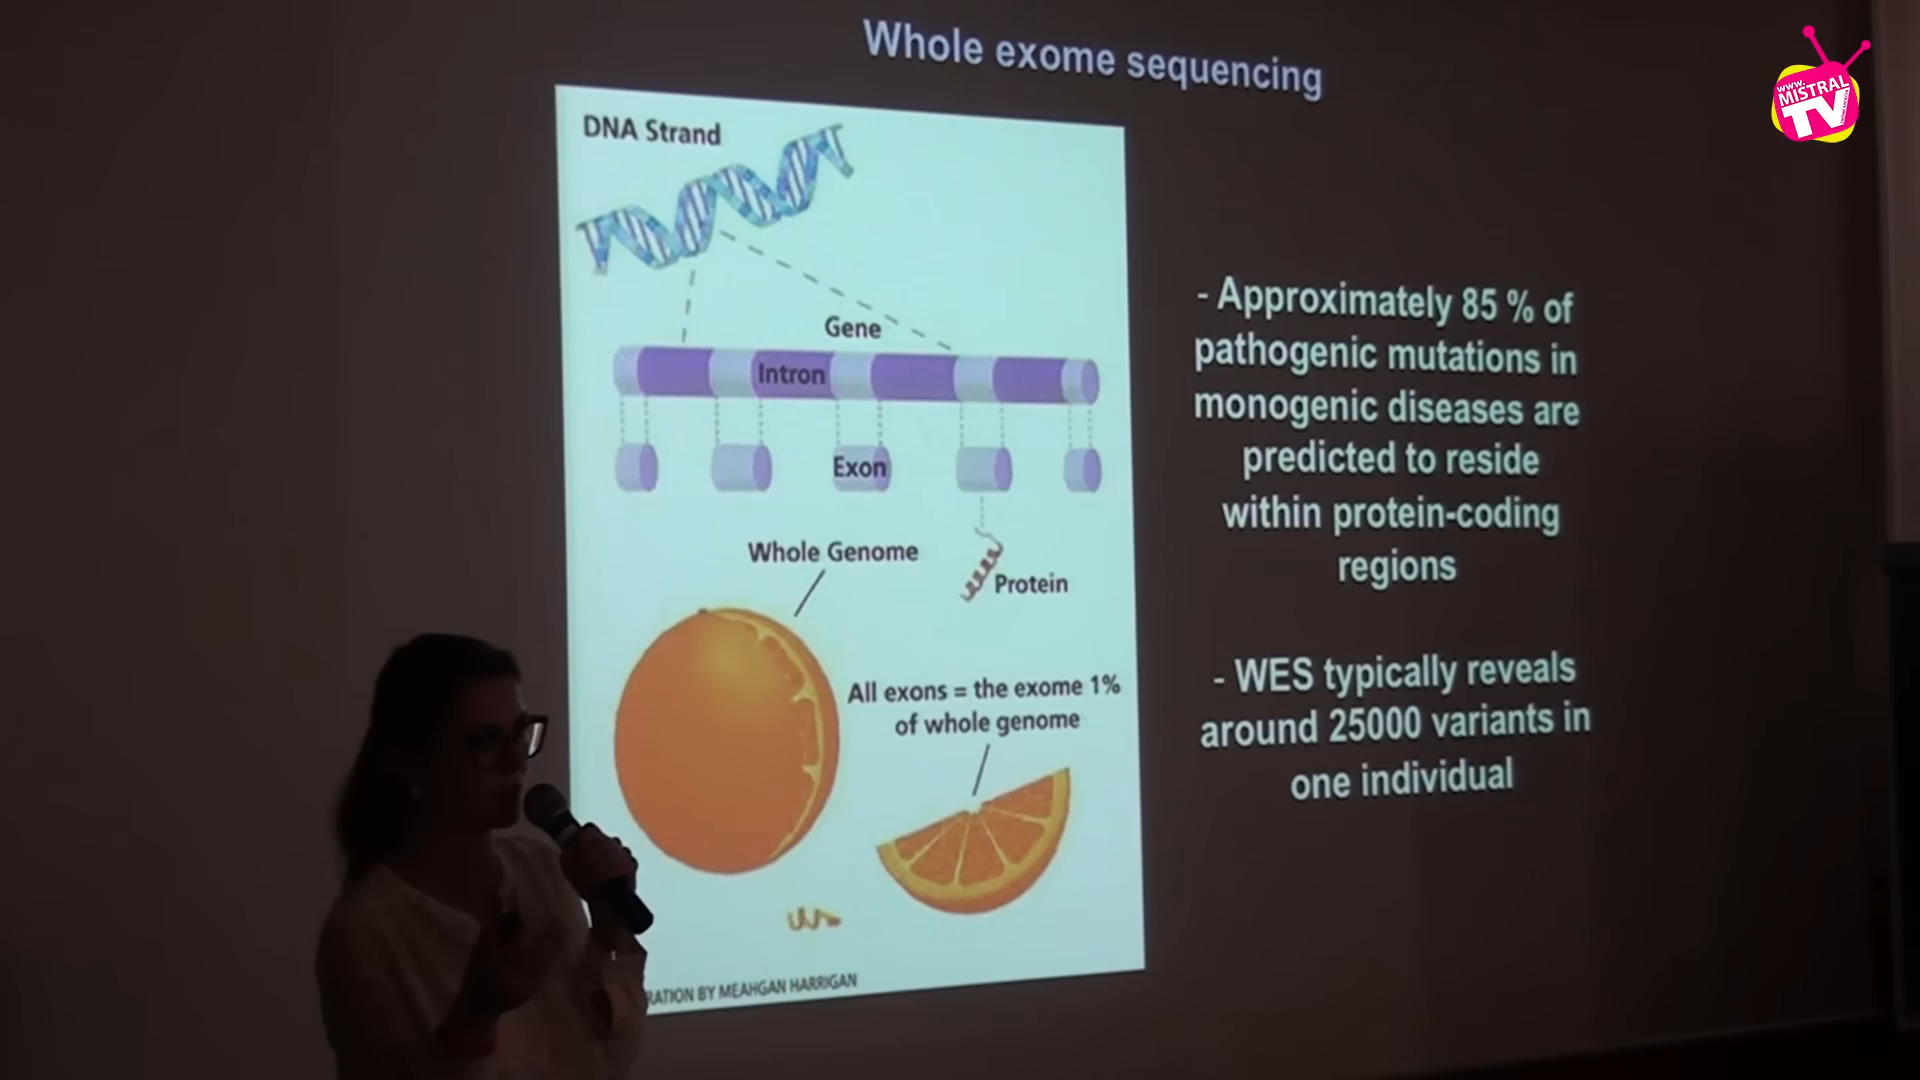 Whole exome sequencing
www.
MISTRAL
TV
DNA Strand
Gene
Intron
Exon
Whole Genome
Protein
All exons = the exome 1%
of whole genome
RATION BY MEAHGAN HARRIGAN
- Approximately 85 % of
pathogenic mutations in
monogenic diseases are
predicted to reside
within protein-coding
regions
- WES typically reveals
around 25000 variants in
one individual